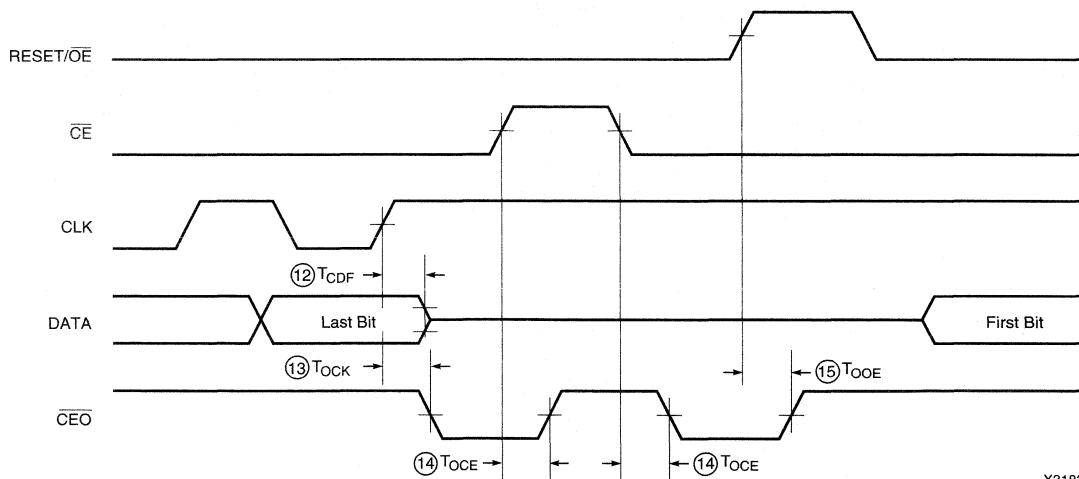 RESET/OE
CE
CLK
12 TCDF
DATA
Last Bit
First Bit
13 TOCK
15 TOOE
CEO
14 TOCE
14 TOCE